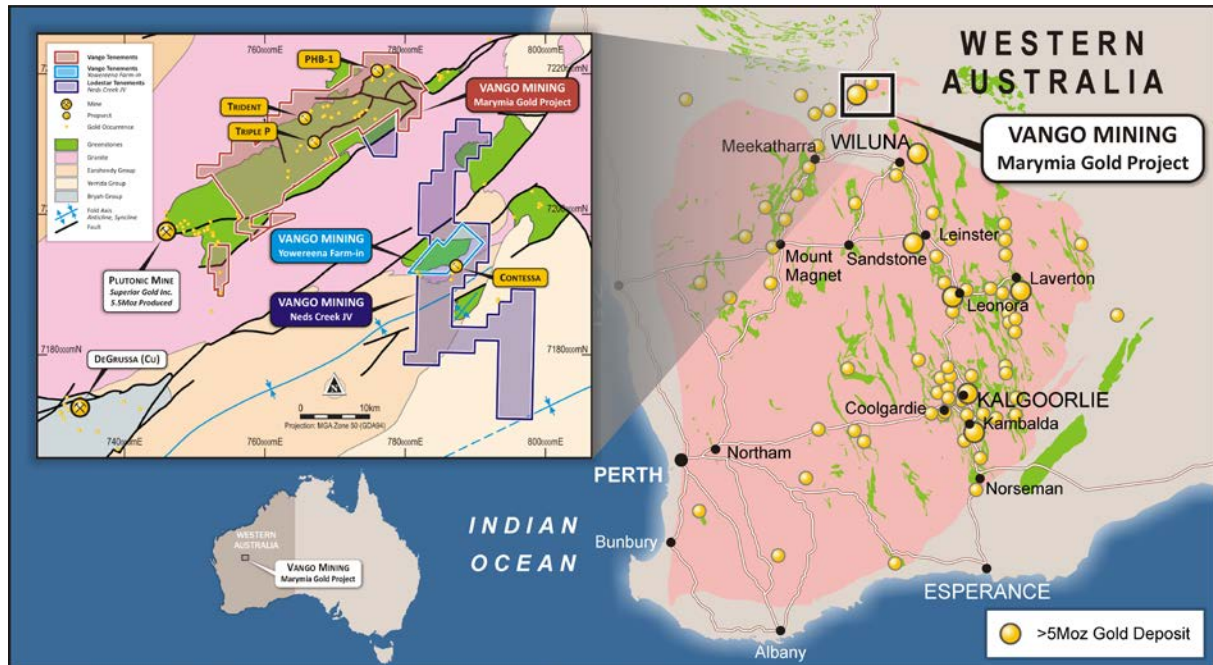 WESTERN
AUSTRALIA
VANGO MINING
Marymia Gold Project
WILUNA
Meekatharra
Leinster
Mount
Magnet
Sandstone
Laverton
Leonora
KALGOORLIE
Coolgardie
Kambalda
Northam
PERTH
Norseman
Bunbury
ESPERANCE
Albany
INDIAN
OCEAN
>5Moz Gold Deposit
760000mE
780000mE
800000mE
Vango Tenements
Vango Tenements
Yowereena Farm-in
Lodestar Tenements
Neds Creek JV
Mine
Prospect
Gold Occurrence
Greenstones
Granite
Earaheedy Group
Yerrida Group
Bryah Group
Fold Axis
Anticline, Syncline
Fault
PHB-1
TRIDENT
TRIPLE P
VANGO MINING
Marymia Gold Project
VANGO MINING
Yowereena Farm-in
CONTESSA
VANGO MINING
Neds Creek JV
PLUTONIC MINE
Superior Gold Inc.
5.5Moz Produced
DEGRUSSA (CU)
7180000mN
7180000mN
0
10km
Projection: MGA Zone 50 (GDA94)
740000mE
760000mE
780000mE
800000mE
WESTERN
AUSTRALIA
VANGO MINING
Marymia Gold Project